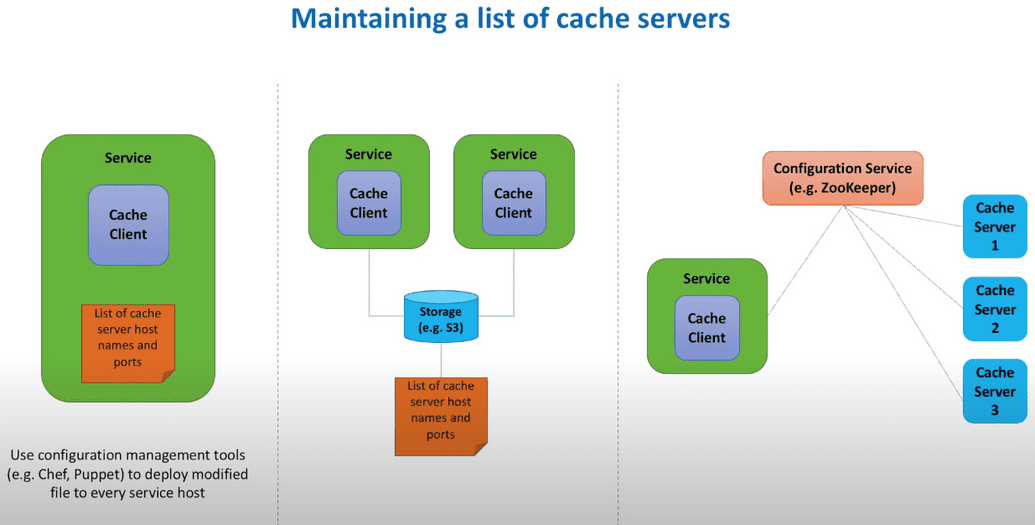 Maintaining a list of cache servers
Service
Cache
Client
List of cache
server host
names and
ports
Use configuration management tools
(e.g. Chef, Puppet) to deploy modified
file to every service host
Service
Cache
Client
Service
Cache
Client
Storage
(e.g. S3)
List of cache
server host
names and
ports
Configuration Service
(e.g. ZooKeeper)
Service
Cache
Client
Cache
Server
1
Cache
Server
2
Cache
Server
3